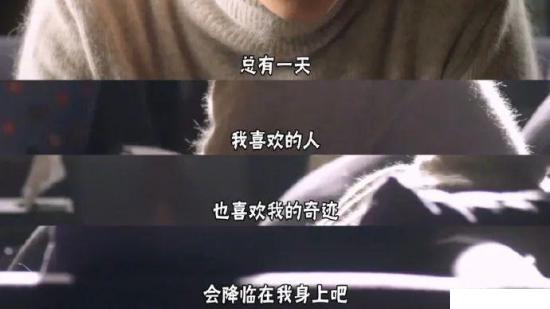 总有一天
我喜欢的人
也喜欢我的奇迹
会降临在我身上吧